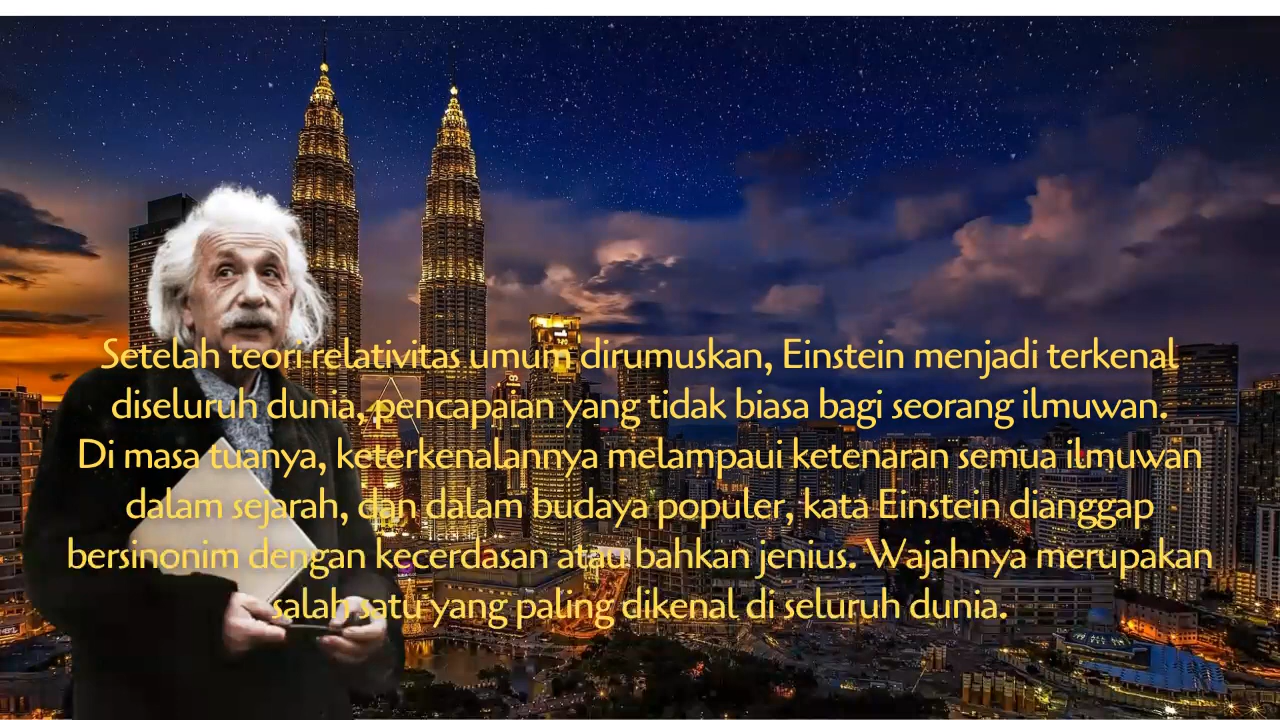 Setelah teori relativitas umum dirumuskan, Einstein menjadi terkenal
diseluruh dunia, pencapaian yang tidak biasa bagi seorang ilmuwan.
Di masa tuanya, keterkenalannya melampaui ketenaran semua ilmuwan
dalam sejarah, dan dalam budaya populer, kata Einstein dianggap
bersinonim dengan kecerdasan atau bahkan jenius. Wajahnya merupakan
salah satu yang paling dikenal di seluruh dunia.